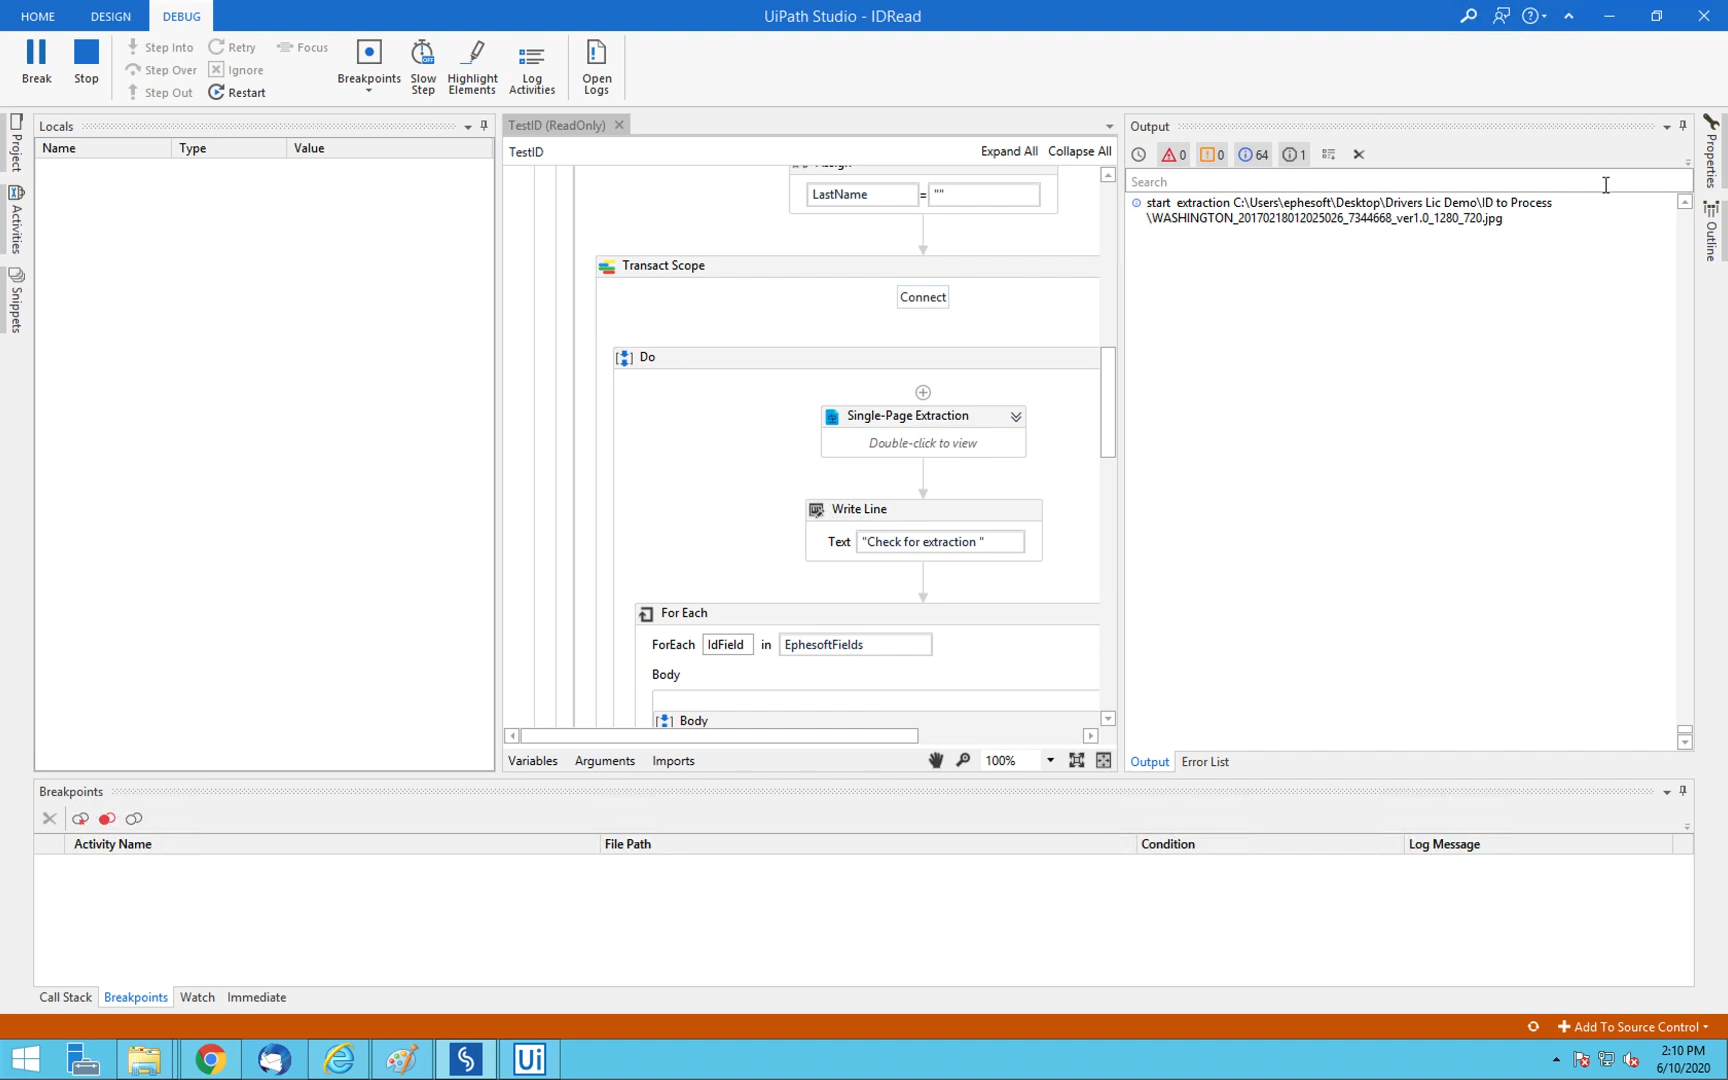 HOME
DESIGN
DEBUG
UiPath Studio - IDRead
Break
Stop
Step Into
Step Over
Step Out
Retry
Ignore
Restart
Focus
Breakpoints
Slow
Step
Highlight
Elements
Log
Activities
Open
Logs
Project
Activities
Snippets
Locals
Name
Type
Value
TestID (ReadOnly)
TestID
Expand All
Collapse All
LastName
=
""
Transact Scope
Connect
Do
Single-Page Extraction
Double-click to view
Write Line
Text
"Check for extraction "
For Each
ForEach
IdField
in
EphesoftFields
Body
Body
Variables
Arguments
Imports
100%
Output
0
0
64
1
Search
start  extraction C:\Users\ephesoft\Desktop\Drivers Lic Demo\ID to Process
\WASHINGTON_20170218012025026_7344668_ver1.0_1280_720.jpg
Output
Error List
Properties
Outline
Breakpoints
Activity Name
File Path
Condition
Log Message
Call Stack
Breakpoints
Watch
Immediate
Add To Source Control
Ui
2:10 PM
6/10/2020